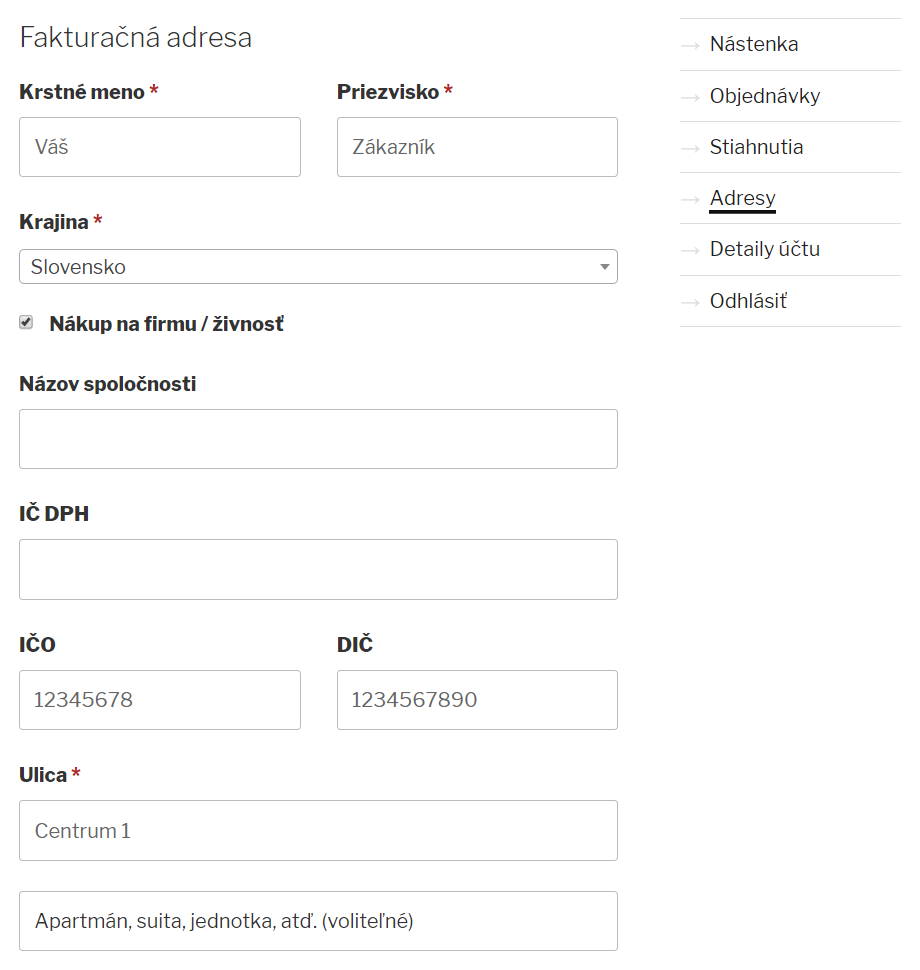 Fakturačná adresa
Krstné meno *
Priezvisko *
Váš
Zákazník
Krajina *
Slovensko
Nákup na firmu / živnosť
Názov spoločnosti
IČ DPH
IČO
DIČ
12345678
1234567890
Ulica *
Centrum 1
Apartmán, suita, jednotka, atď. (voliteľné)
Nástenka
Objednávky
Stiahnutia
Adresy
Detaily účtu
Odhlásiť